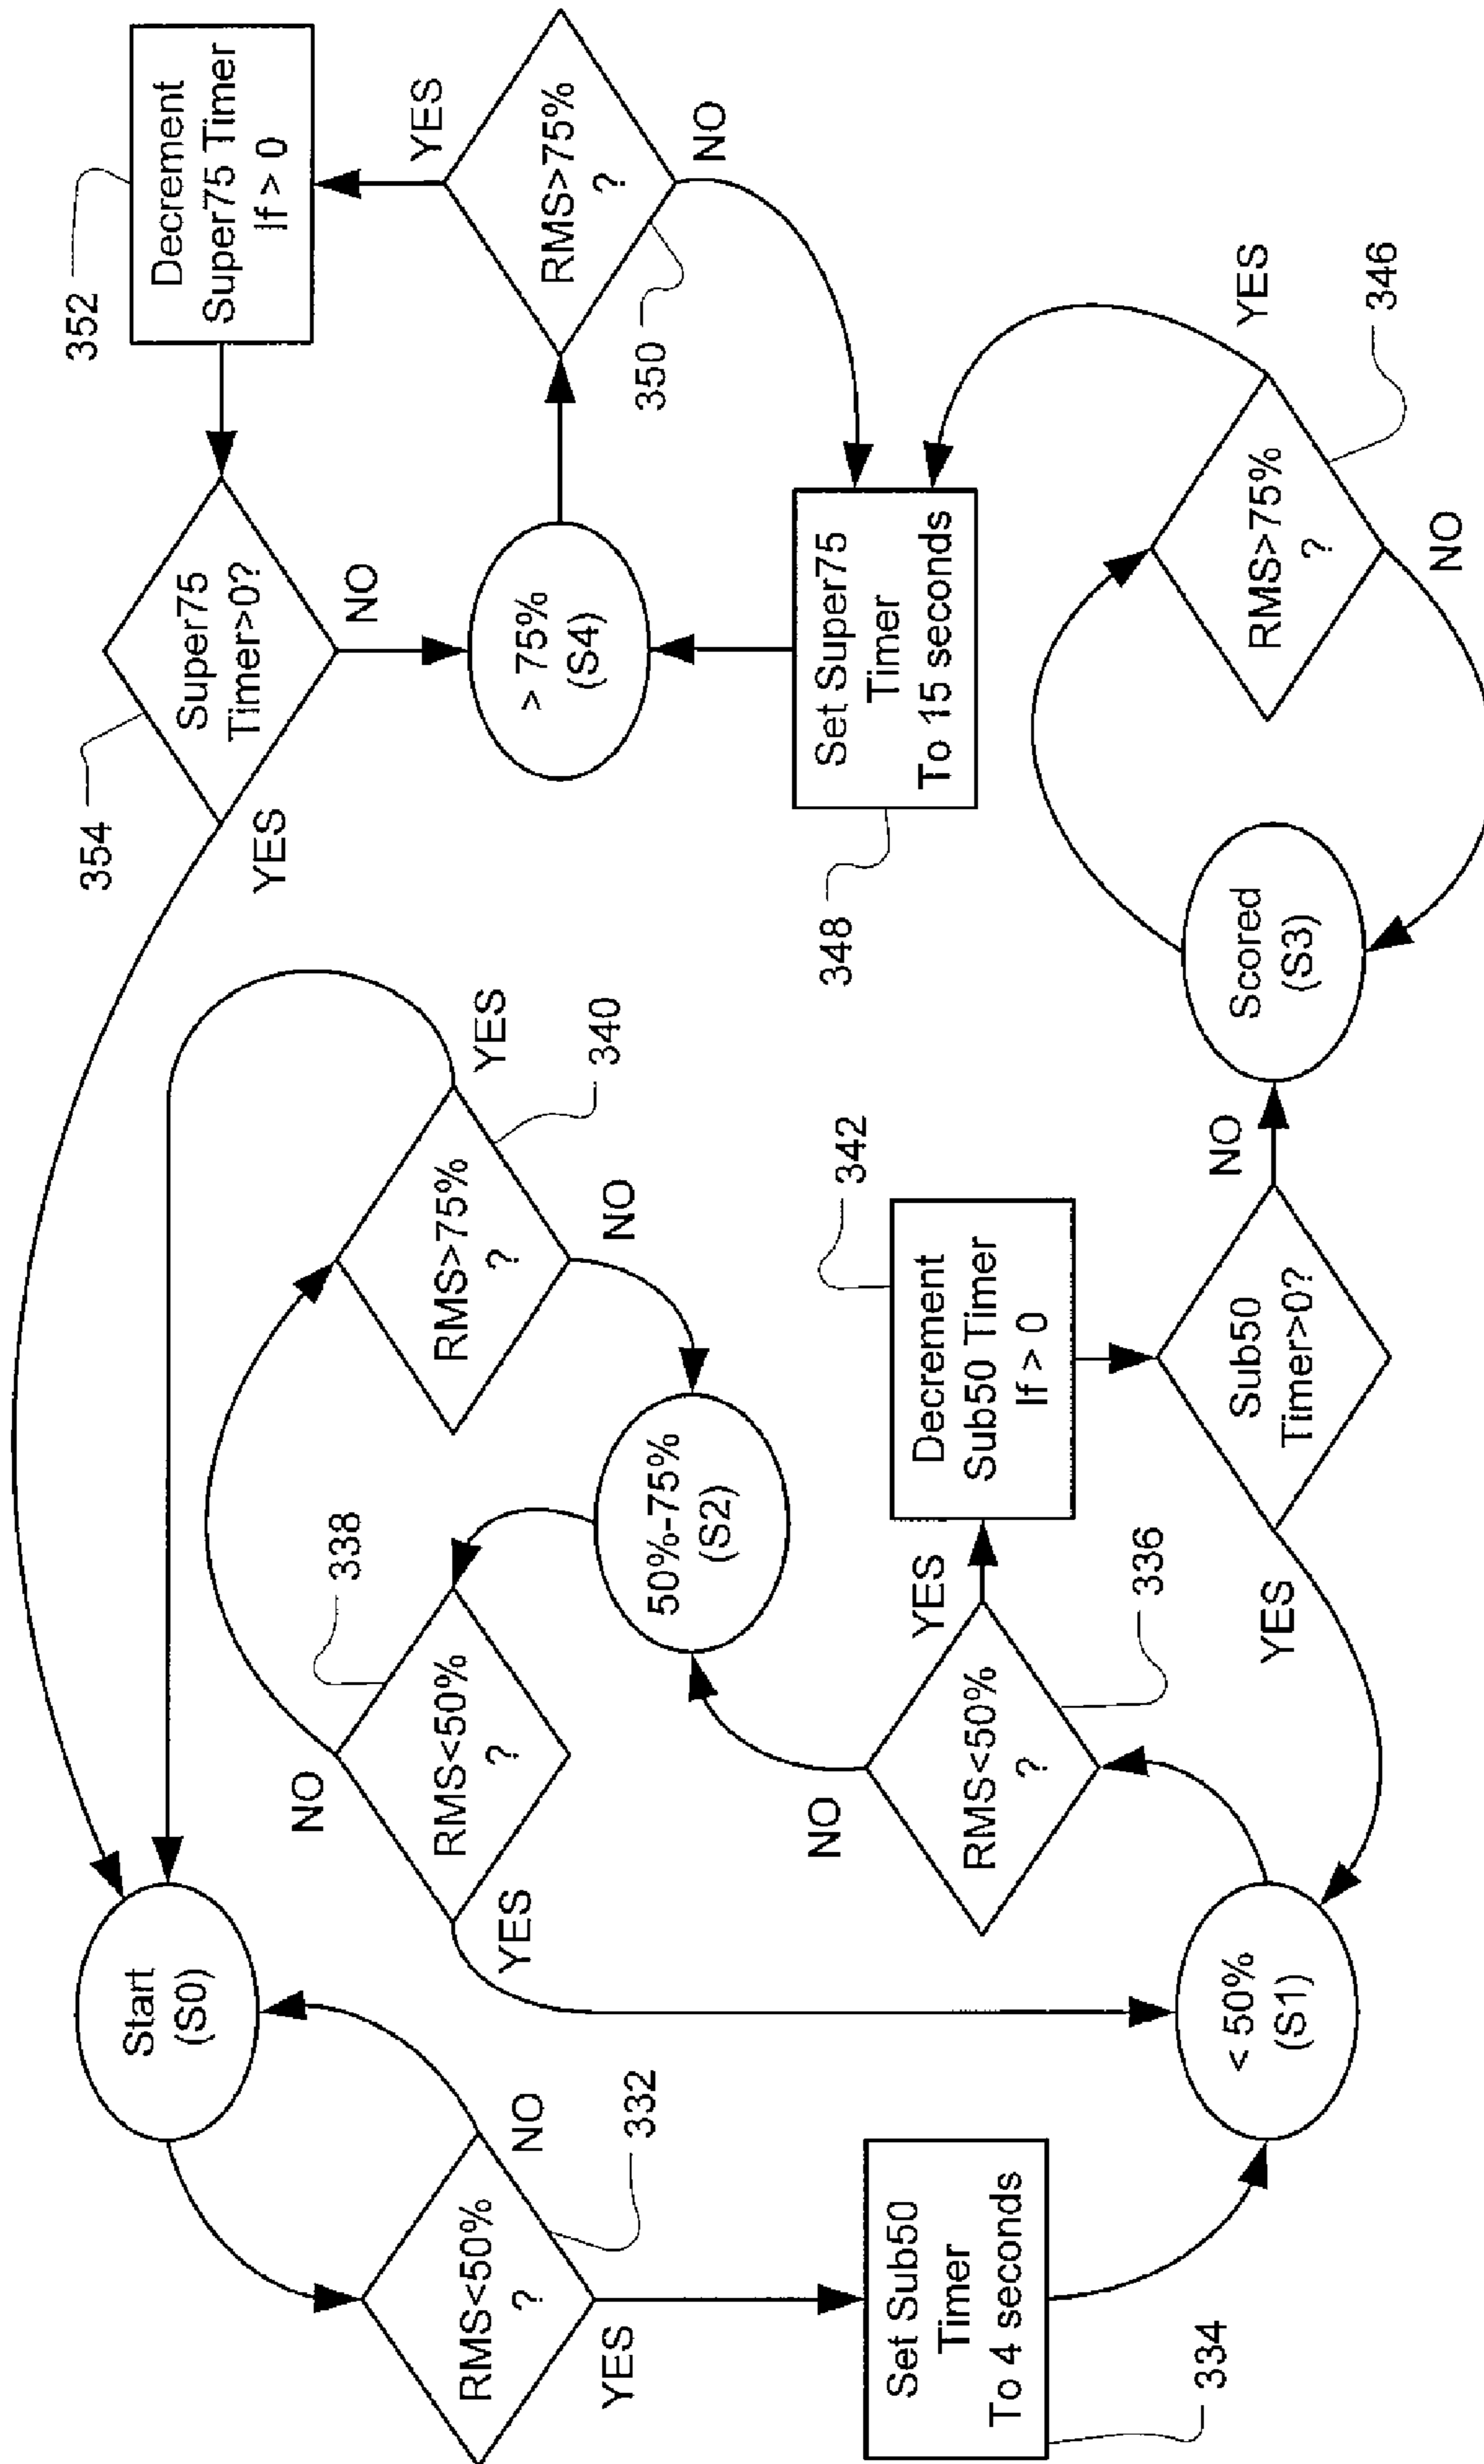 Start
(S0)
RMS<50%
?
NO
332
YES
Set Sub50
Timer
To 4 seconds
334
< 50%
(S1)
RMS<50%
?
336
NO
YES
50%-75%
(S2)
RMS<50%
?
338
YES
NO
RMS>75%
?
340
YES
NO
Decrement
Sub50 Timer
If > 0
342
Sub50
Timer>0?
YES
NO
Scored
(S3)
RMS>75%
?
346
YES
NO
Set Super75
Timer
To 15 seconds
348
> 75%
(S4)
RMS>75%
?
350
NO
YES
Decrement
Super75 Timer
If > 0
352
Super75
Timer>0?
354
YES
NO